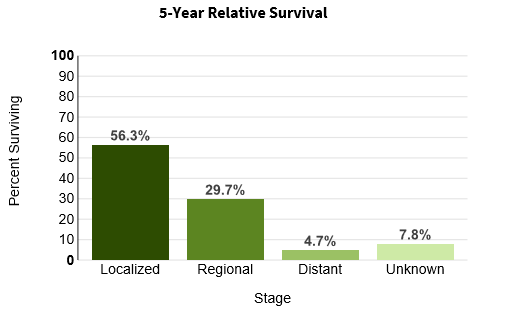 5-Year Relative Survival
Percent Surviving
100
90
80
70
60
50
40
30
20
10
0
56.3%
29.7%
4.7%
7.8%
Localized
Regional
Distant
Unknown
Stage